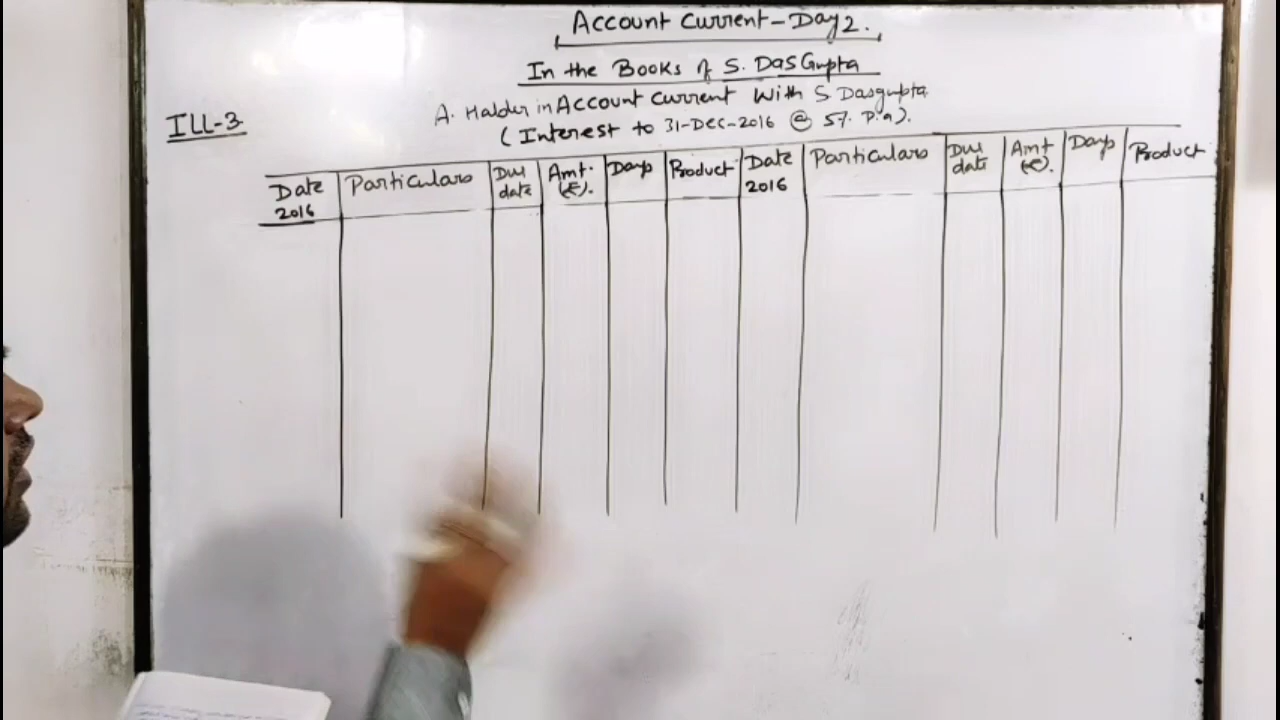 Account Current-Day 2.
In the Books of S. DasGupta
ILL-3
A. Halder in Account Current With S Dasgupta
(Interest to 31-Dec-2016 @ 5%. P.a).
Date 2016 Particulars Due date Amt. (₹). Days Product Date 2016 Particulars Due date Amt (₹). Days Product